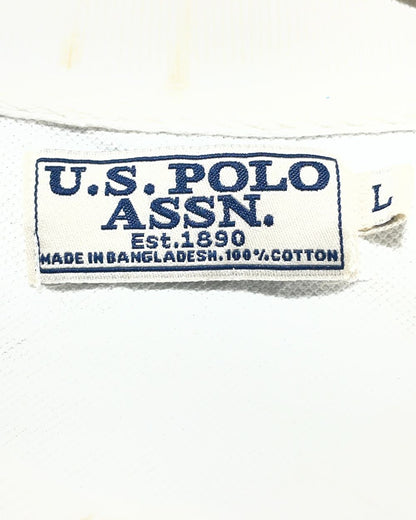 U.S. POLO
ASSN.
Est.1890
MADE IN BANGLADESH.100%COTTON
L